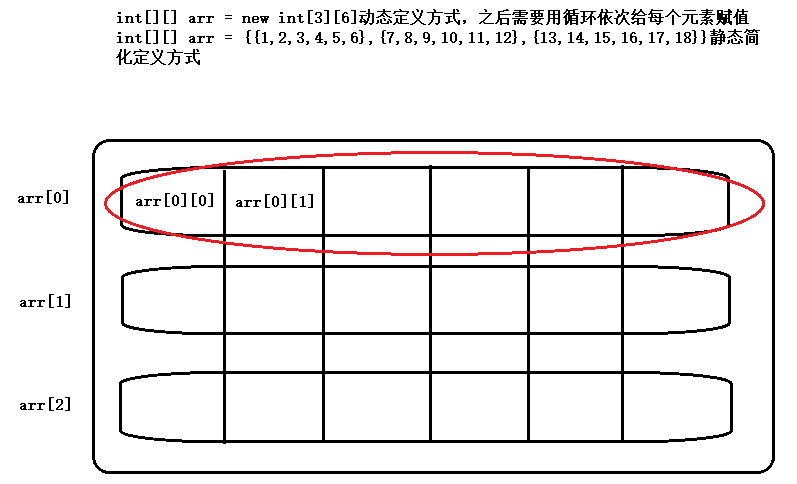 int[][] arr = new int[3][6]动态定义方式，之后需要用循环依次给每个元素赋值
int[][] arr = {{1,2,3,4,5,6},{7,8,9,10,11,12},{13,14,15,16,17,18}}静态简
化定义方式
arr[0]
arr[0][0]
arr[0][1]
arr[1]
arr[2]